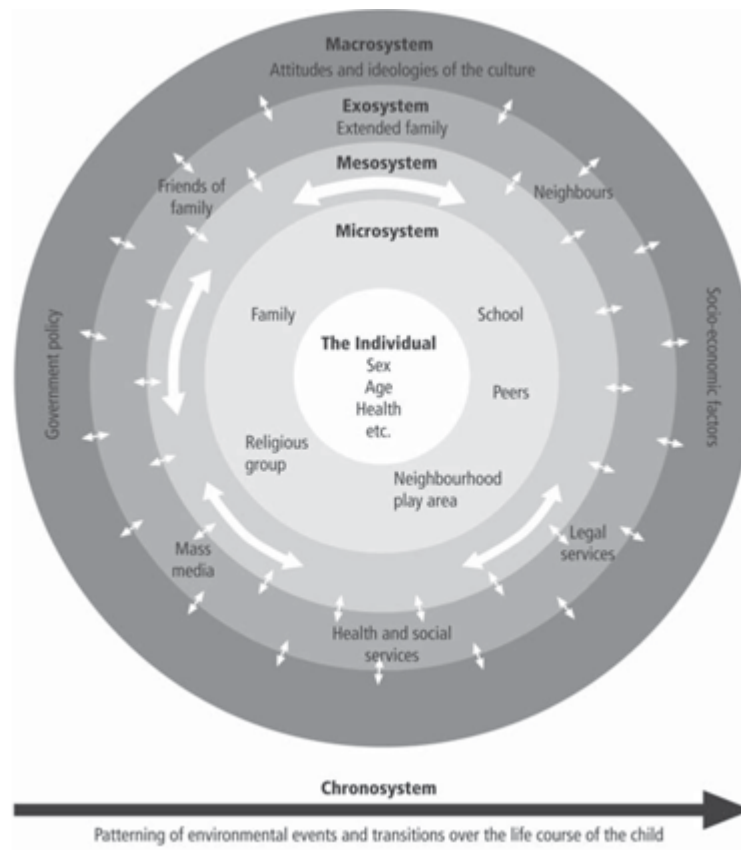 Macrosystem
Attitudes and ideologies of the culture
Exosystem
Extended family
Mesosystem
Friends of
family
Neighbours
Microsystem
Family
School
The Individual
Sex
Age
Health
etc.
Peers
Government policy
Socio-economic factors
Religious
group
Neighbourhood
play area
Mass
media
Legal
services
Health and social
services
Chronosystem
Patterning of environmental events and transitions over the life course of the child